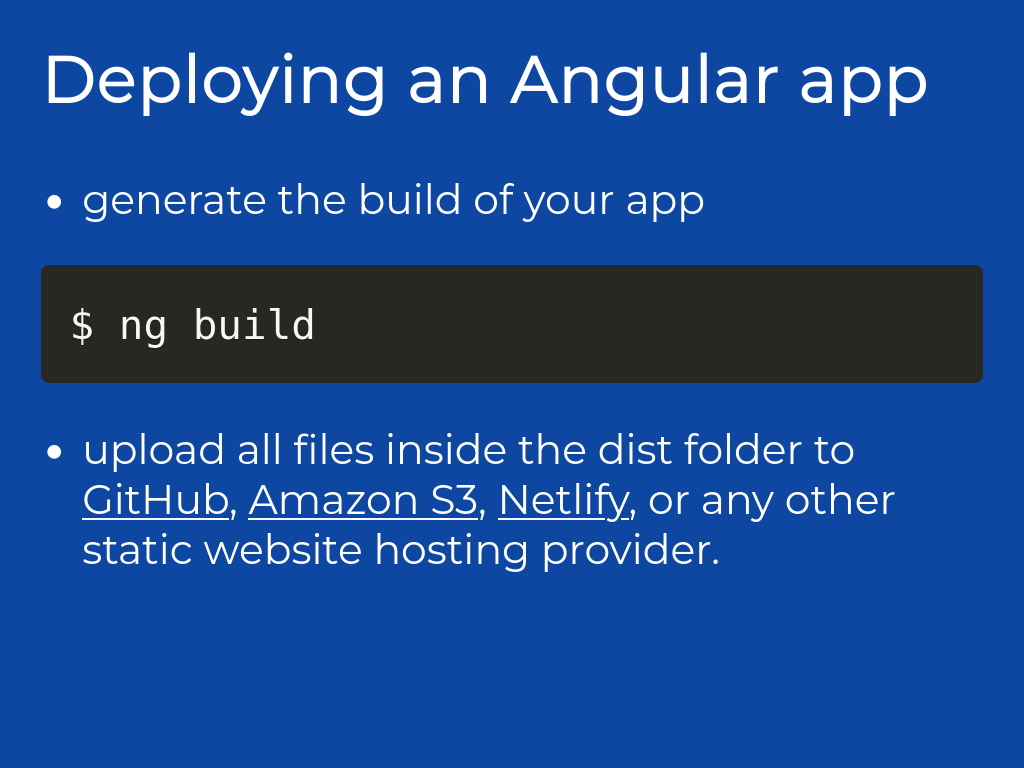 Deploying an Angular app
• generate the build of your app
$ ng build
• upload all files inside the dist folder to
GitHub, Amazon S3, Netlify, or any other
static website hosting provider.